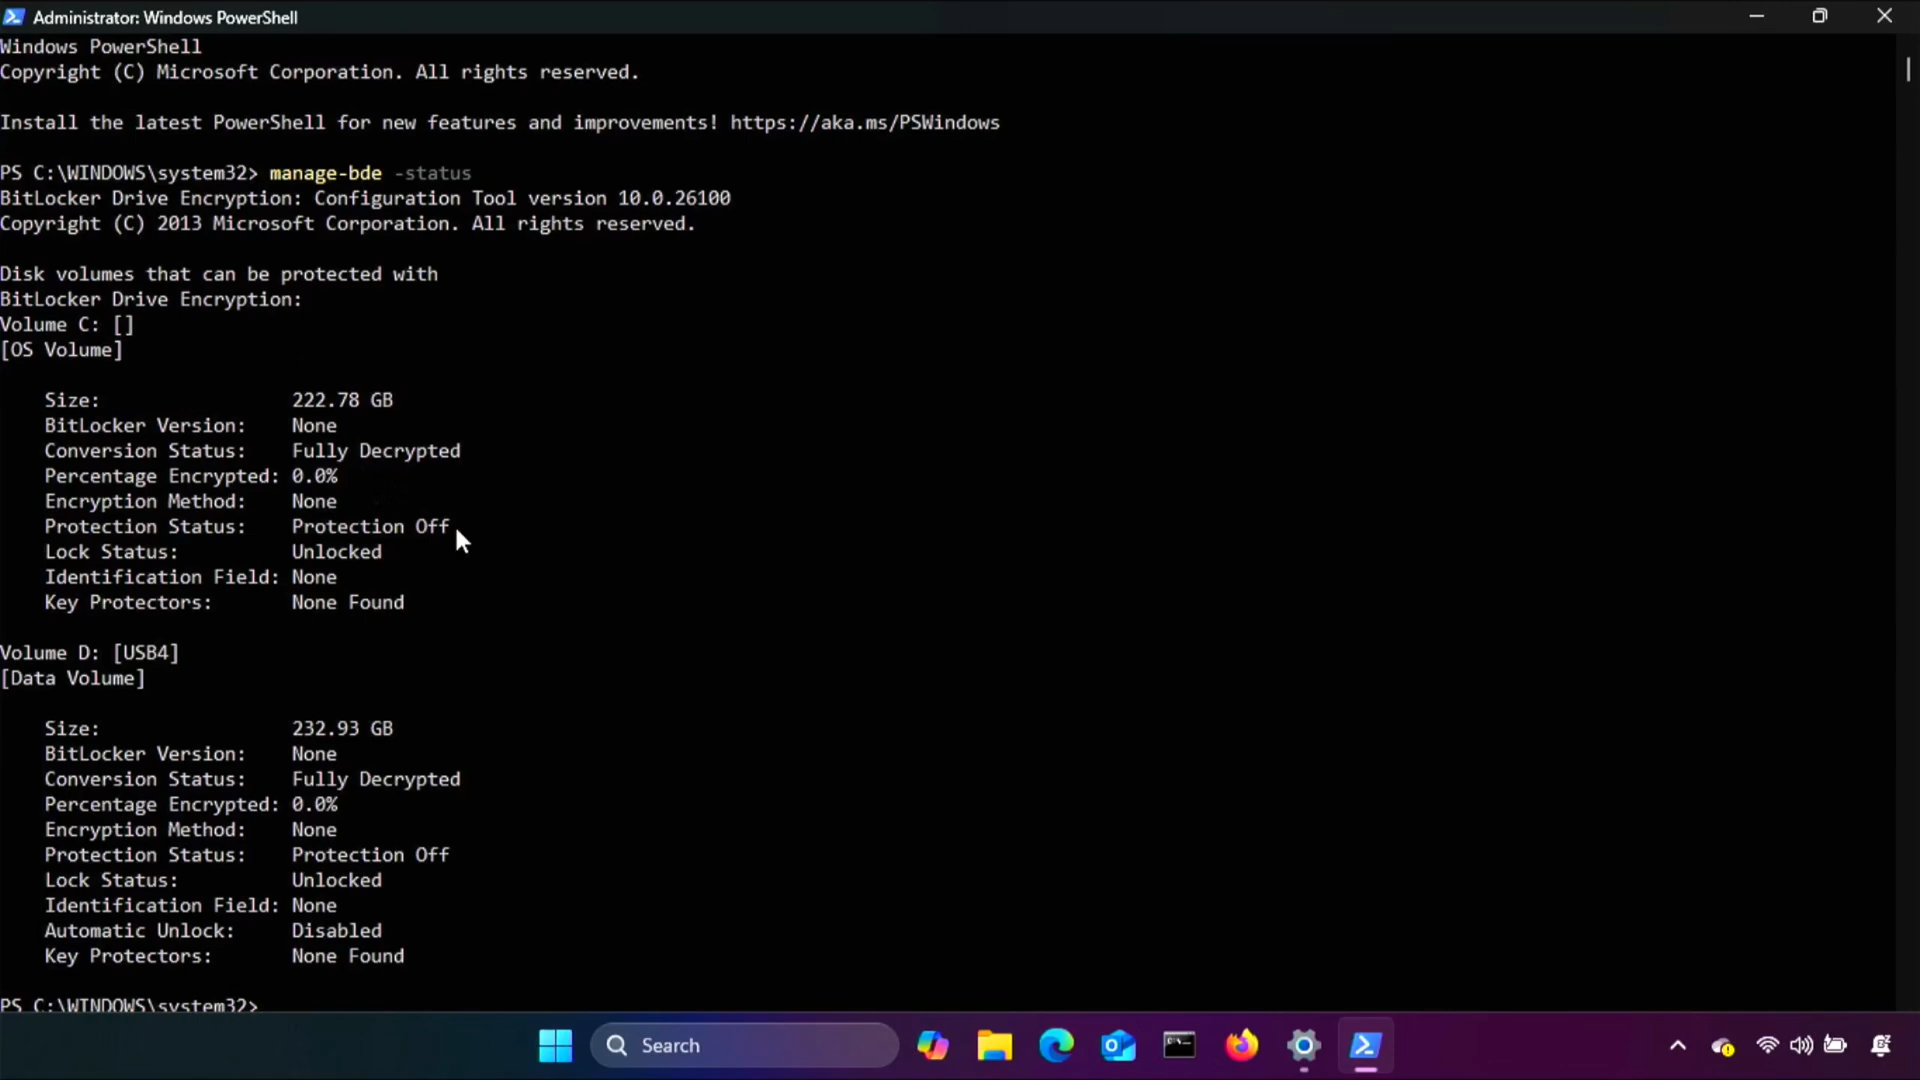 Administrator: Windows PowerShell
Windows PowerShell
Copyright (C) Microsoft Corporation. All rights reserved.
Install the latest PowerShell for new features and improvements! https://aka.ms/PSWindows
PS C:\WINDOWS\system32> manage-bde -status
BitLocker Drive Encryption: Configuration Tool version 10.0.26100
Copyright (C) 2013 Microsoft Corporation. All rights reserved.
Disk volumes that can be protected with
BitLocker Drive Encryption:
Volume C: []
[OS Volume]
Size: 222.78 GB
BitLocker Version: None
Conversion Status: Fully Decrypted
Percentage Encrypted: 0.0%
Encryption Method: None
Protection Status: Protection Off
Lock Status: Unlocked
Identification Field: None
Key Protectors: None Found
Volume D: [USB4]
[Data Volume]
Size: 232.93 GB
BitLocker Version: None
Conversion Status: Fully Decrypted
Percentage Encrypted: 0.0%
Encryption Method: None
Protection Status: Protection Off
Lock Status: Unlocked
Identification Field: None
Automatic Unlock: Disabled
Key Protectors: None Found
PS C:\WINDOWS\system32>
Search